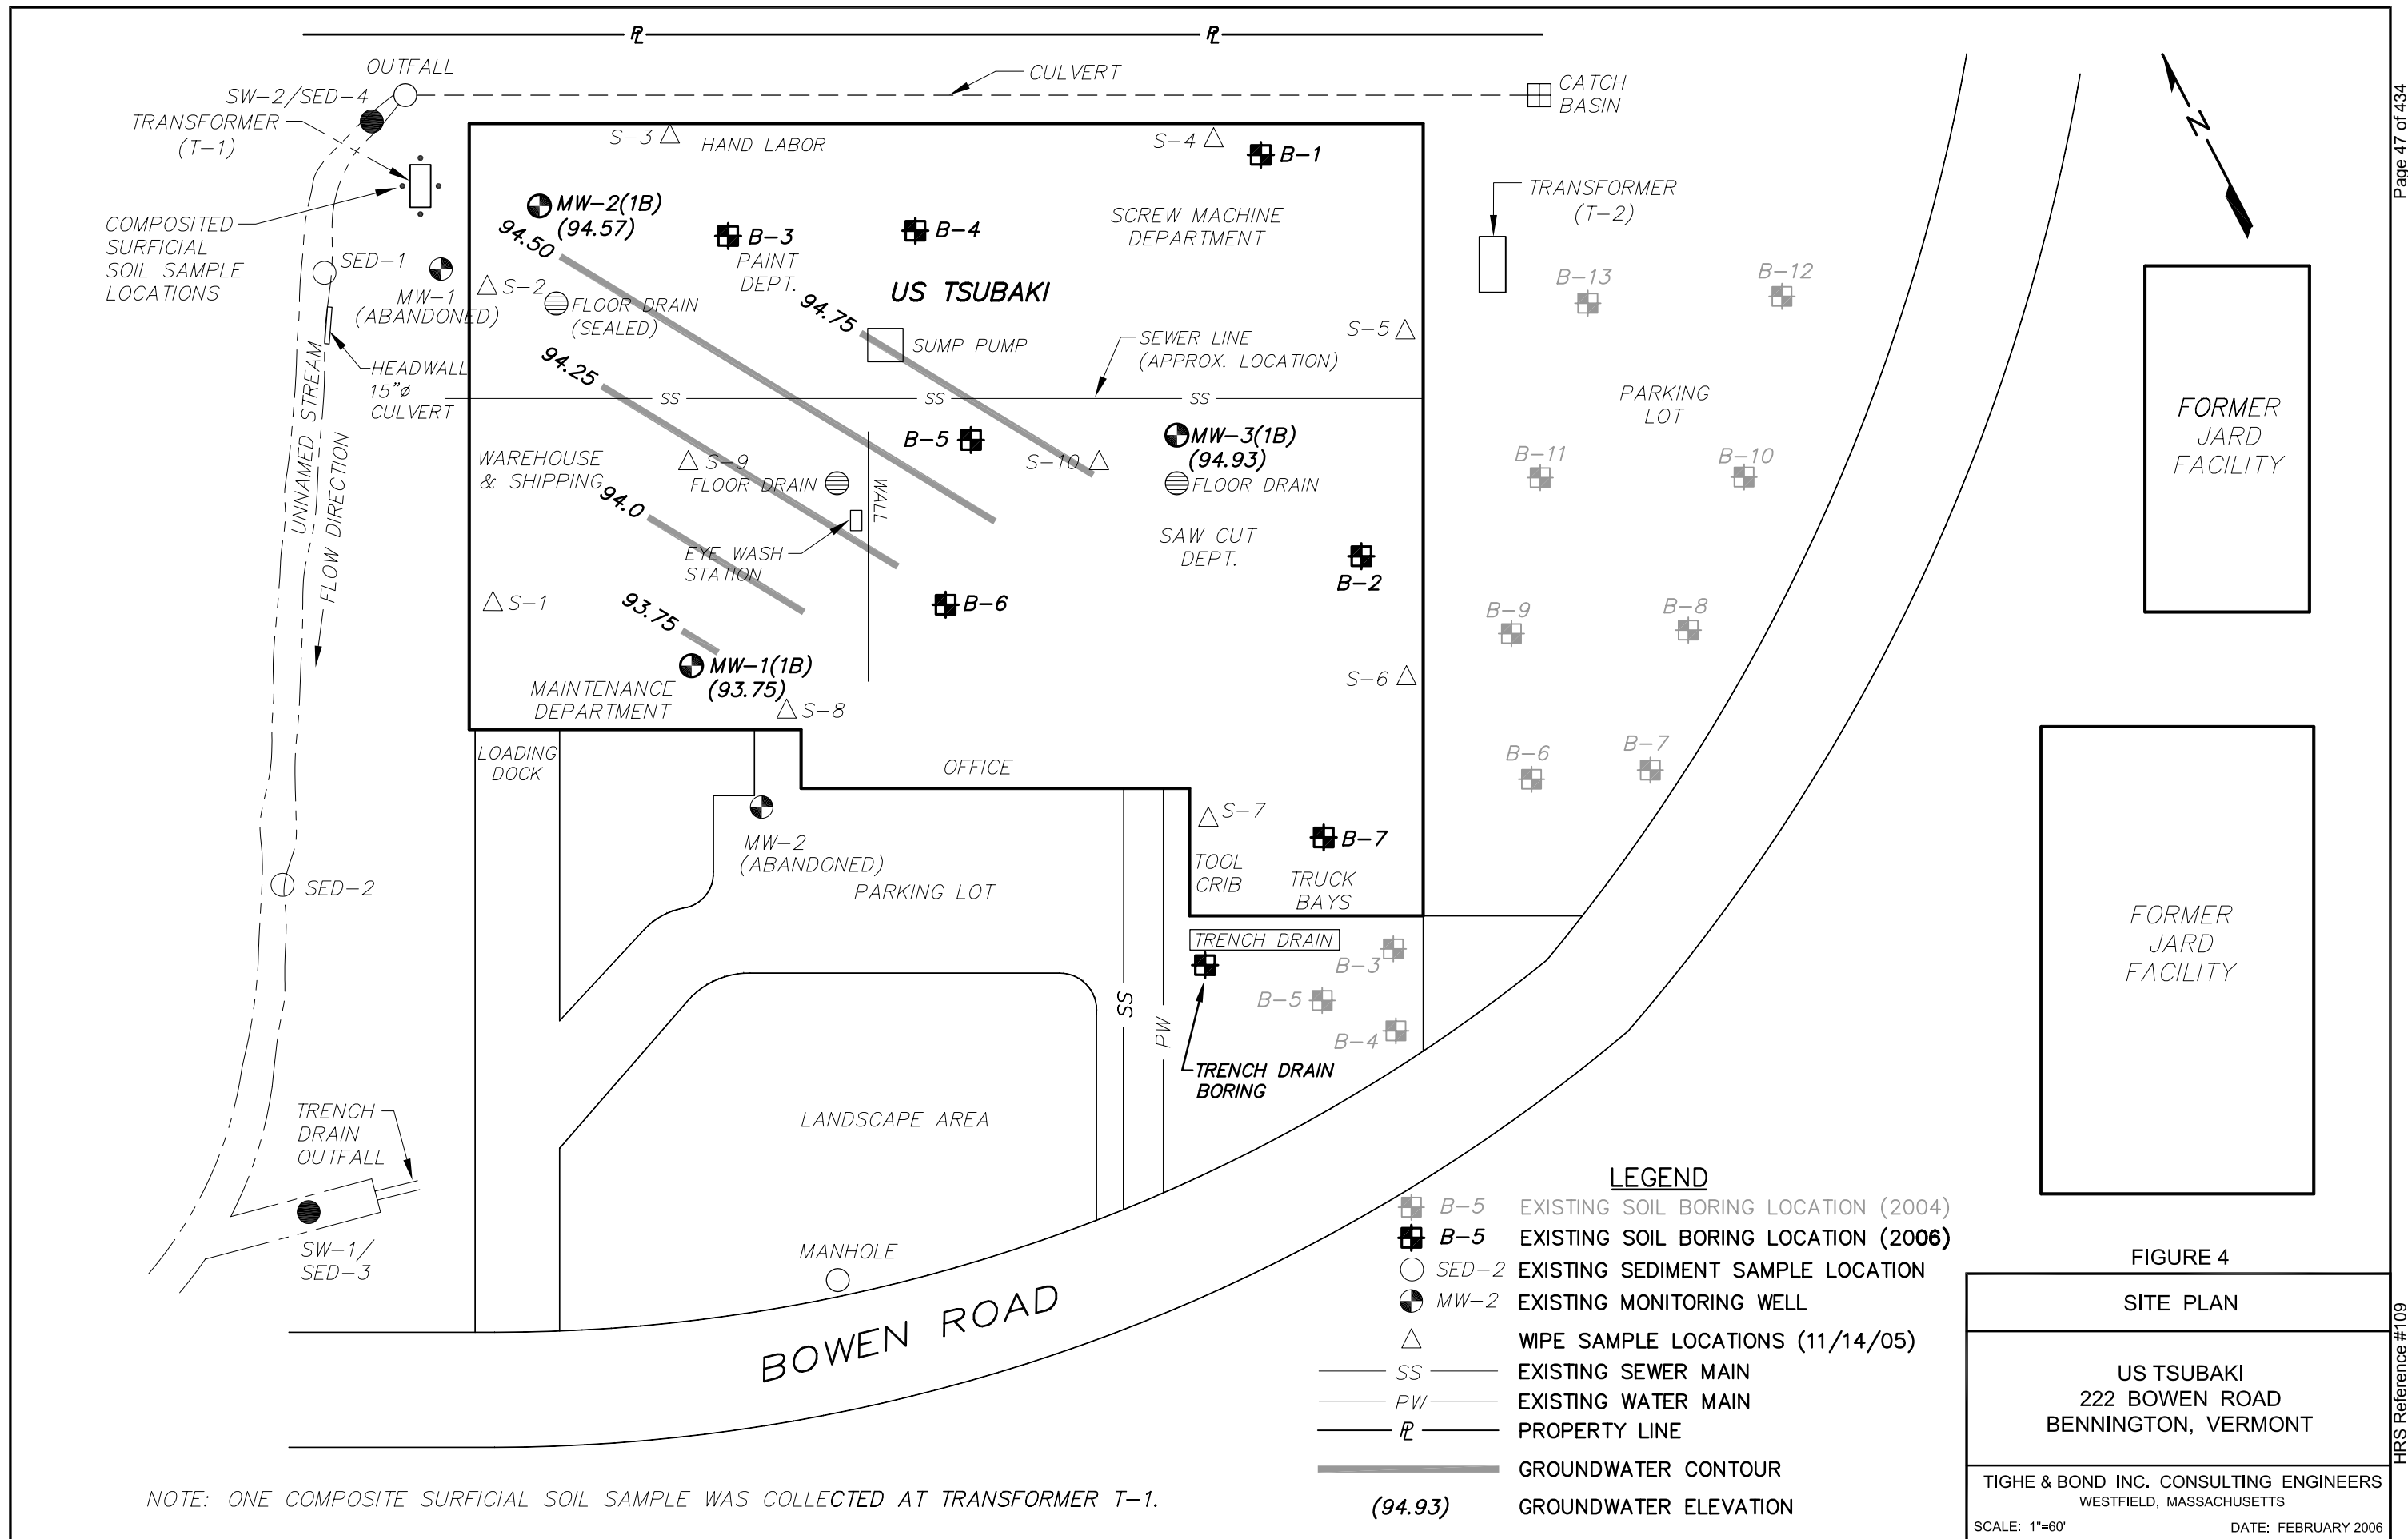 Page 47 of 434
HRS Reference #109
PL
PL
OUTFALL
CULVERT
CATCH
BASIN
SW-2/SED-4
TRANSFORMER
(T-1)
S-3
HAND LABOR
S-4
B-1
N
COMPOSITED
SURFICIAL
SOIL SAMPLE
LOCATIONS
MW-2(1B)
(94.57)
94.50
B-3
PAINT
DEPT.
B-4
SCREW MACHINE
DEPARTMENT
TRANSFORMER
(T-2)
SED-1
MW-1
(ABANDONED)
S-2
FLOOR DRAIN
(SEALED)
US TSUBAKI
94.75
B-13
B-12
SUMP PUMP
SEWER LINE
(APPROX. LOCATION)
S-5
HEADWALL
15"ø
CULVERT
94.25
SS
SS
SS
PARKING
LOT
FORMER
JARD
FACILITY
UNNAMED STREAM
FLOW DIRECTION
B-5
MW-3(1B)
(94.93)
WAREHOUSE
& SHIPPING
S-9
FLOOR DRAIN
WALL
S-10
FLOOR DRAIN
B-11
B-10
94.0
EYE WASH
STATION
SAW CUT
DEPT.
B-2
S-1
93.75
B-6
B-9
B-8
MW-1(1B)
(93.75)
MAINTENANCE
DEPARTMENT
S-8
S-6
LOADING
DOCK
OFFICE
B-6
B-7
MW-2
(ABANDONED)
S-7
B-7
TOOL
CRIB
TRUCK
BAYS
SED-2
PARKING LOT
FORMER
JARD
FACILITY
TRENCH DRAIN
B-3
SS
PW
B-5
B-4
TRENCH DRAIN
BORING
TRENCH
DRAIN
OUTFALL
LANDSCAPE AREA
SW-1/
SED-3
MANHOLE
BOWEN ROAD
LEGEND
B-5 EXISTING SOIL BORING LOCATION (2004)
B-5 EXISTING SOIL BORING LOCATION (2006)
SED-2 EXISTING SEDIMENT SAMPLE LOCATION
MW-2 EXISTING MONITORING WELL
WIPE SAMPLE LOCATIONS (11/14/05)
SS EXISTING SEWER MAIN
PW EXISTING WATER MAIN
PL PROPERTY LINE
GROUNDWATER CONTOUR
(94.93) GROUNDWATER ELEVATION
NOTE: ONE COMPOSITE SURFICIAL SOIL SAMPLE WAS COLLECTED AT TRANSFORMER T-1.
FIGURE 4
SITE PLAN
US TSUBAKI
222 BOWEN ROAD
BENNINGTON, VERMONT
TIGHE & BOND INC. CONSULTING ENGINEERS
WESTFIELD, MASSACHUSETTS
SCALE: 1"=60' DATE: FEBRUARY 2006